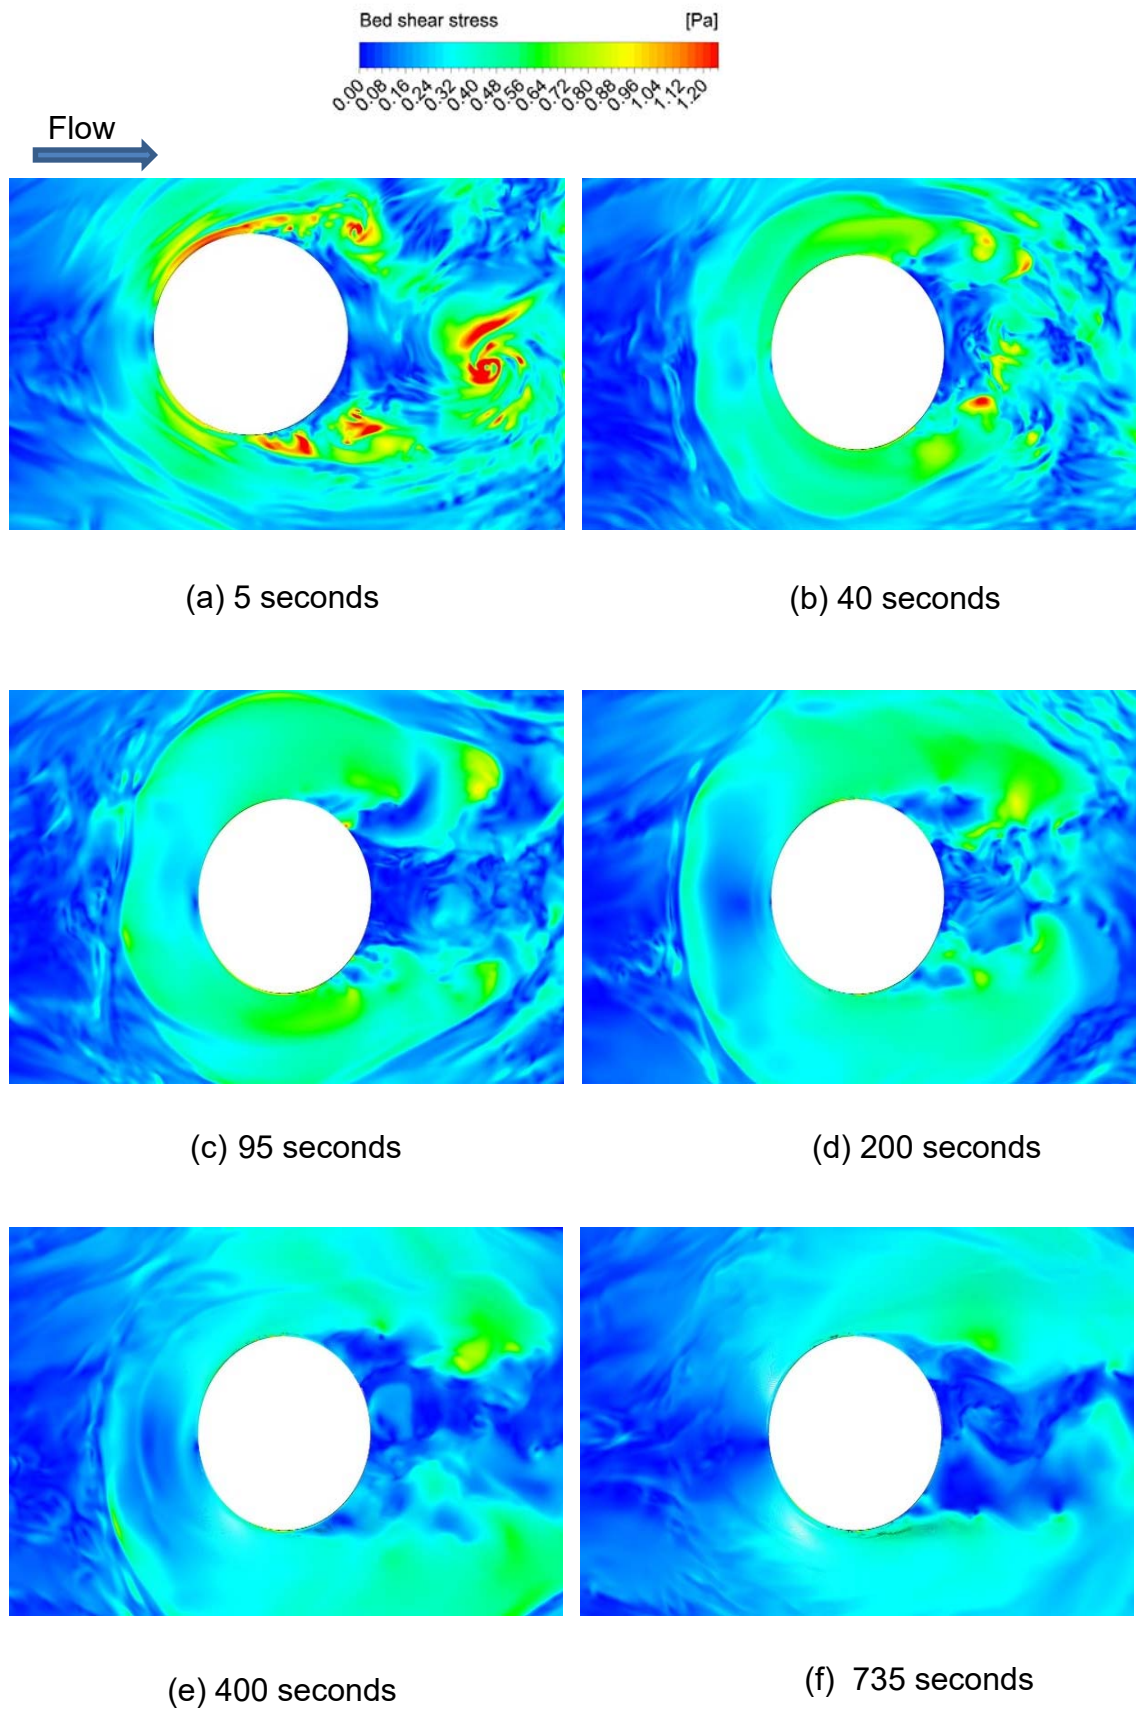 Bed shear stress [Pa]
0.00 0.08 0.16 0.24 0.32 0.40 0.48 0.56 0.64 0.72 0.80 0.88 0.96 1.04 1.12 1.20
Flow
(a) 5 seconds (b) 40 seconds
(c) 95 seconds (d) 200 seconds
(e) 400 seconds (f) 735 seconds